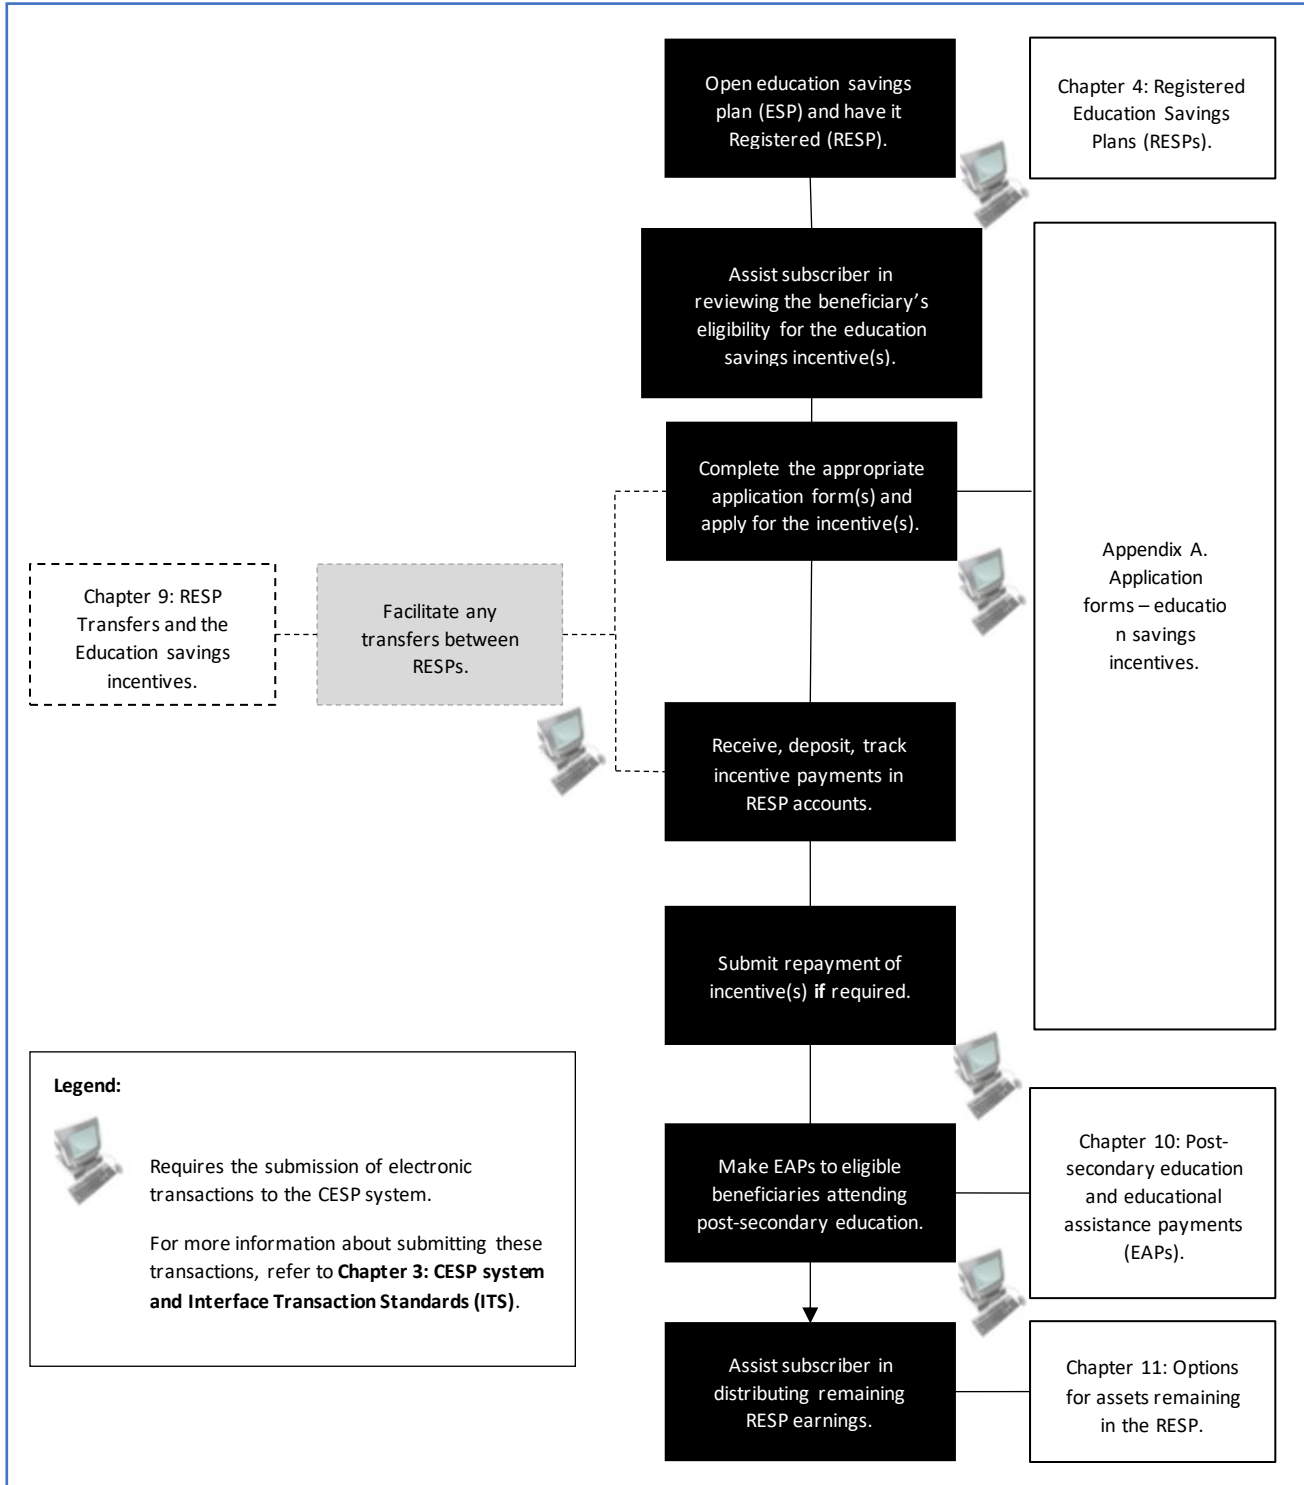 Open education savings
plan (ESP) and have it
Registered (RESP).
Chapter 4: Registered
Education Savings
Plans (RESPs).
Assist subscriber in
reviewing the beneficiary’s
eligibility for the education
savings incentive(s).
Complete the appropriate
application form(s) and
apply for the incentive(s).
Appendix A.
Application
forms – educatio
n savings
incentives.
Chapter 9: RESP
Transfers and the
Education savings
incentives.
Facilitate any
transfers between
RESPs.
Receive, deposit, track
incentive payments in
RESP accounts.
Submit repayment of
incentive(s) if required.
Legend:
Requires the submission of electronic
transactions to the CESP system.
For more information about submitting these
transactions, refer to Chapter 3: CESP system
and Interface Transaction Standards (ITS).
Make EAPs to eligible
beneficiaries attending
post-secondary education.
Chapter 10: Post-
secondary education
and educational
assistance payments
(EAPs).
Assist subscriber in
distributing remaining
RESP earnings.
Chapter 11: Options
for assets remaining
in the RESP.